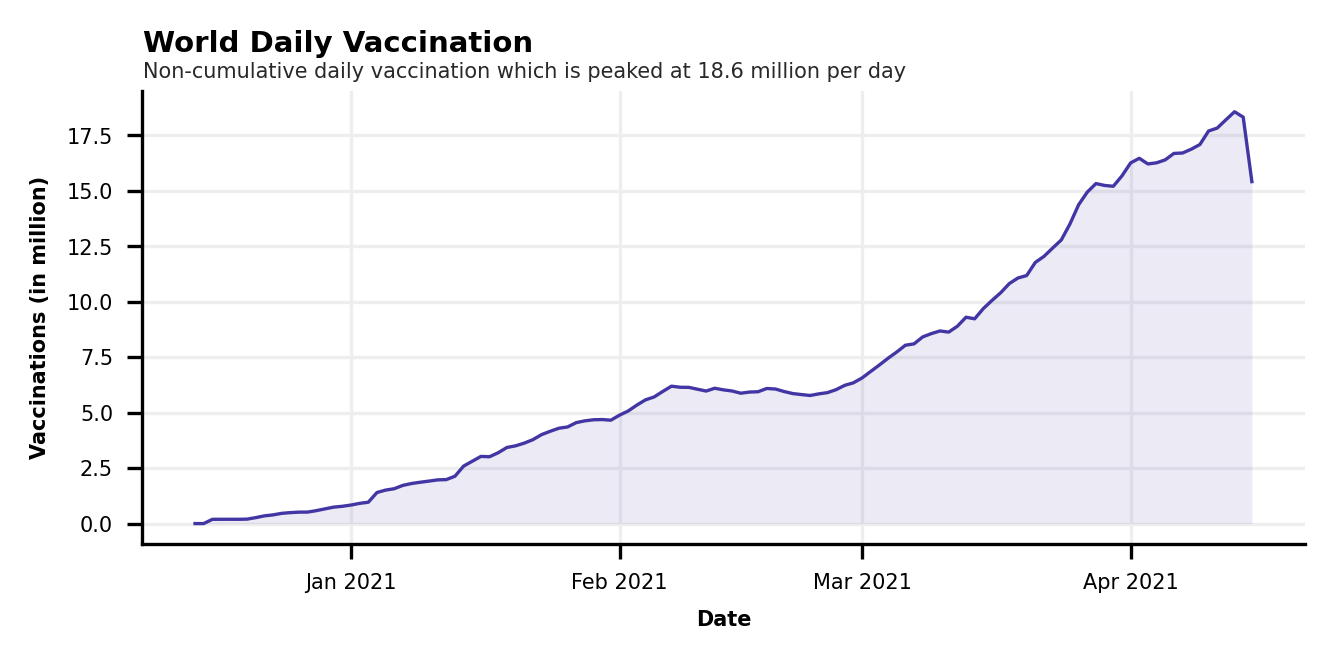 World Daily Vaccination
Non-cumulative daily vaccination which is peaked at 18.6 million per day
Vaccinations (in million)
17.5
15.0
12.5
10.0
7.5
5.0
2.5
0.0
Jan 2021 Feb 2021 Mar 2021 Apr 2021
Date